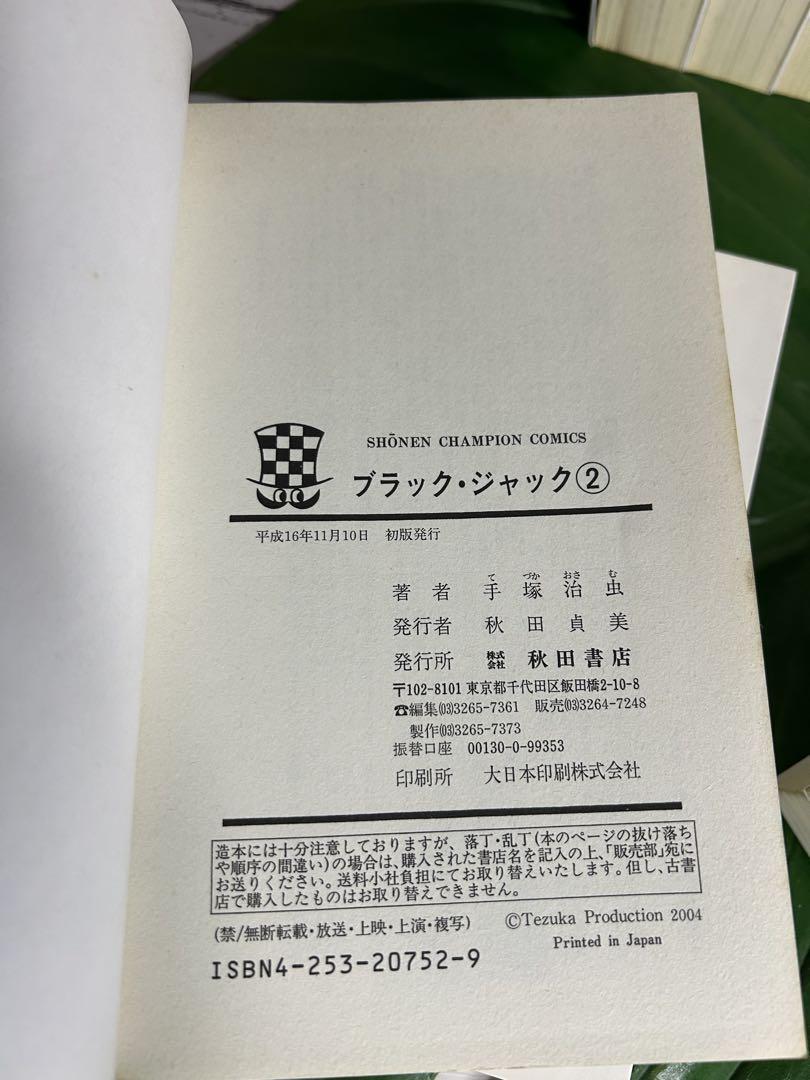 SHŌNEN CHAMPION COMICS
ブラック・ジャック②
平成16年11月10日 初版発行
て づか おさ む
著者 手塚治虫
発行者 秋田貞美
発行所 株式会社 秋田書店
〒102-8101 東京都千代田区飯田橋2-10-8
☎編集(03)3265-7361 販売(03)3264-7248
製作(03)3265-7373
振替口座 00130-0-99353
印刷所 大日本印刷株式会社
造本には十分注意しておりますが、落丁・乱丁(本のページの抜け落ち
や順序の間違い)の場合は、購入された書店名を記入の上、「販売部」宛に
お送りください。送料小社負担にてお取り替えいたします。但し、古書
店で購入したものはお取り替えできません。
(禁/無断転載・放送・上映・上演・複写)
©Tezuka Production 2004
Printed in Japan
ISBN4-253-20752-9